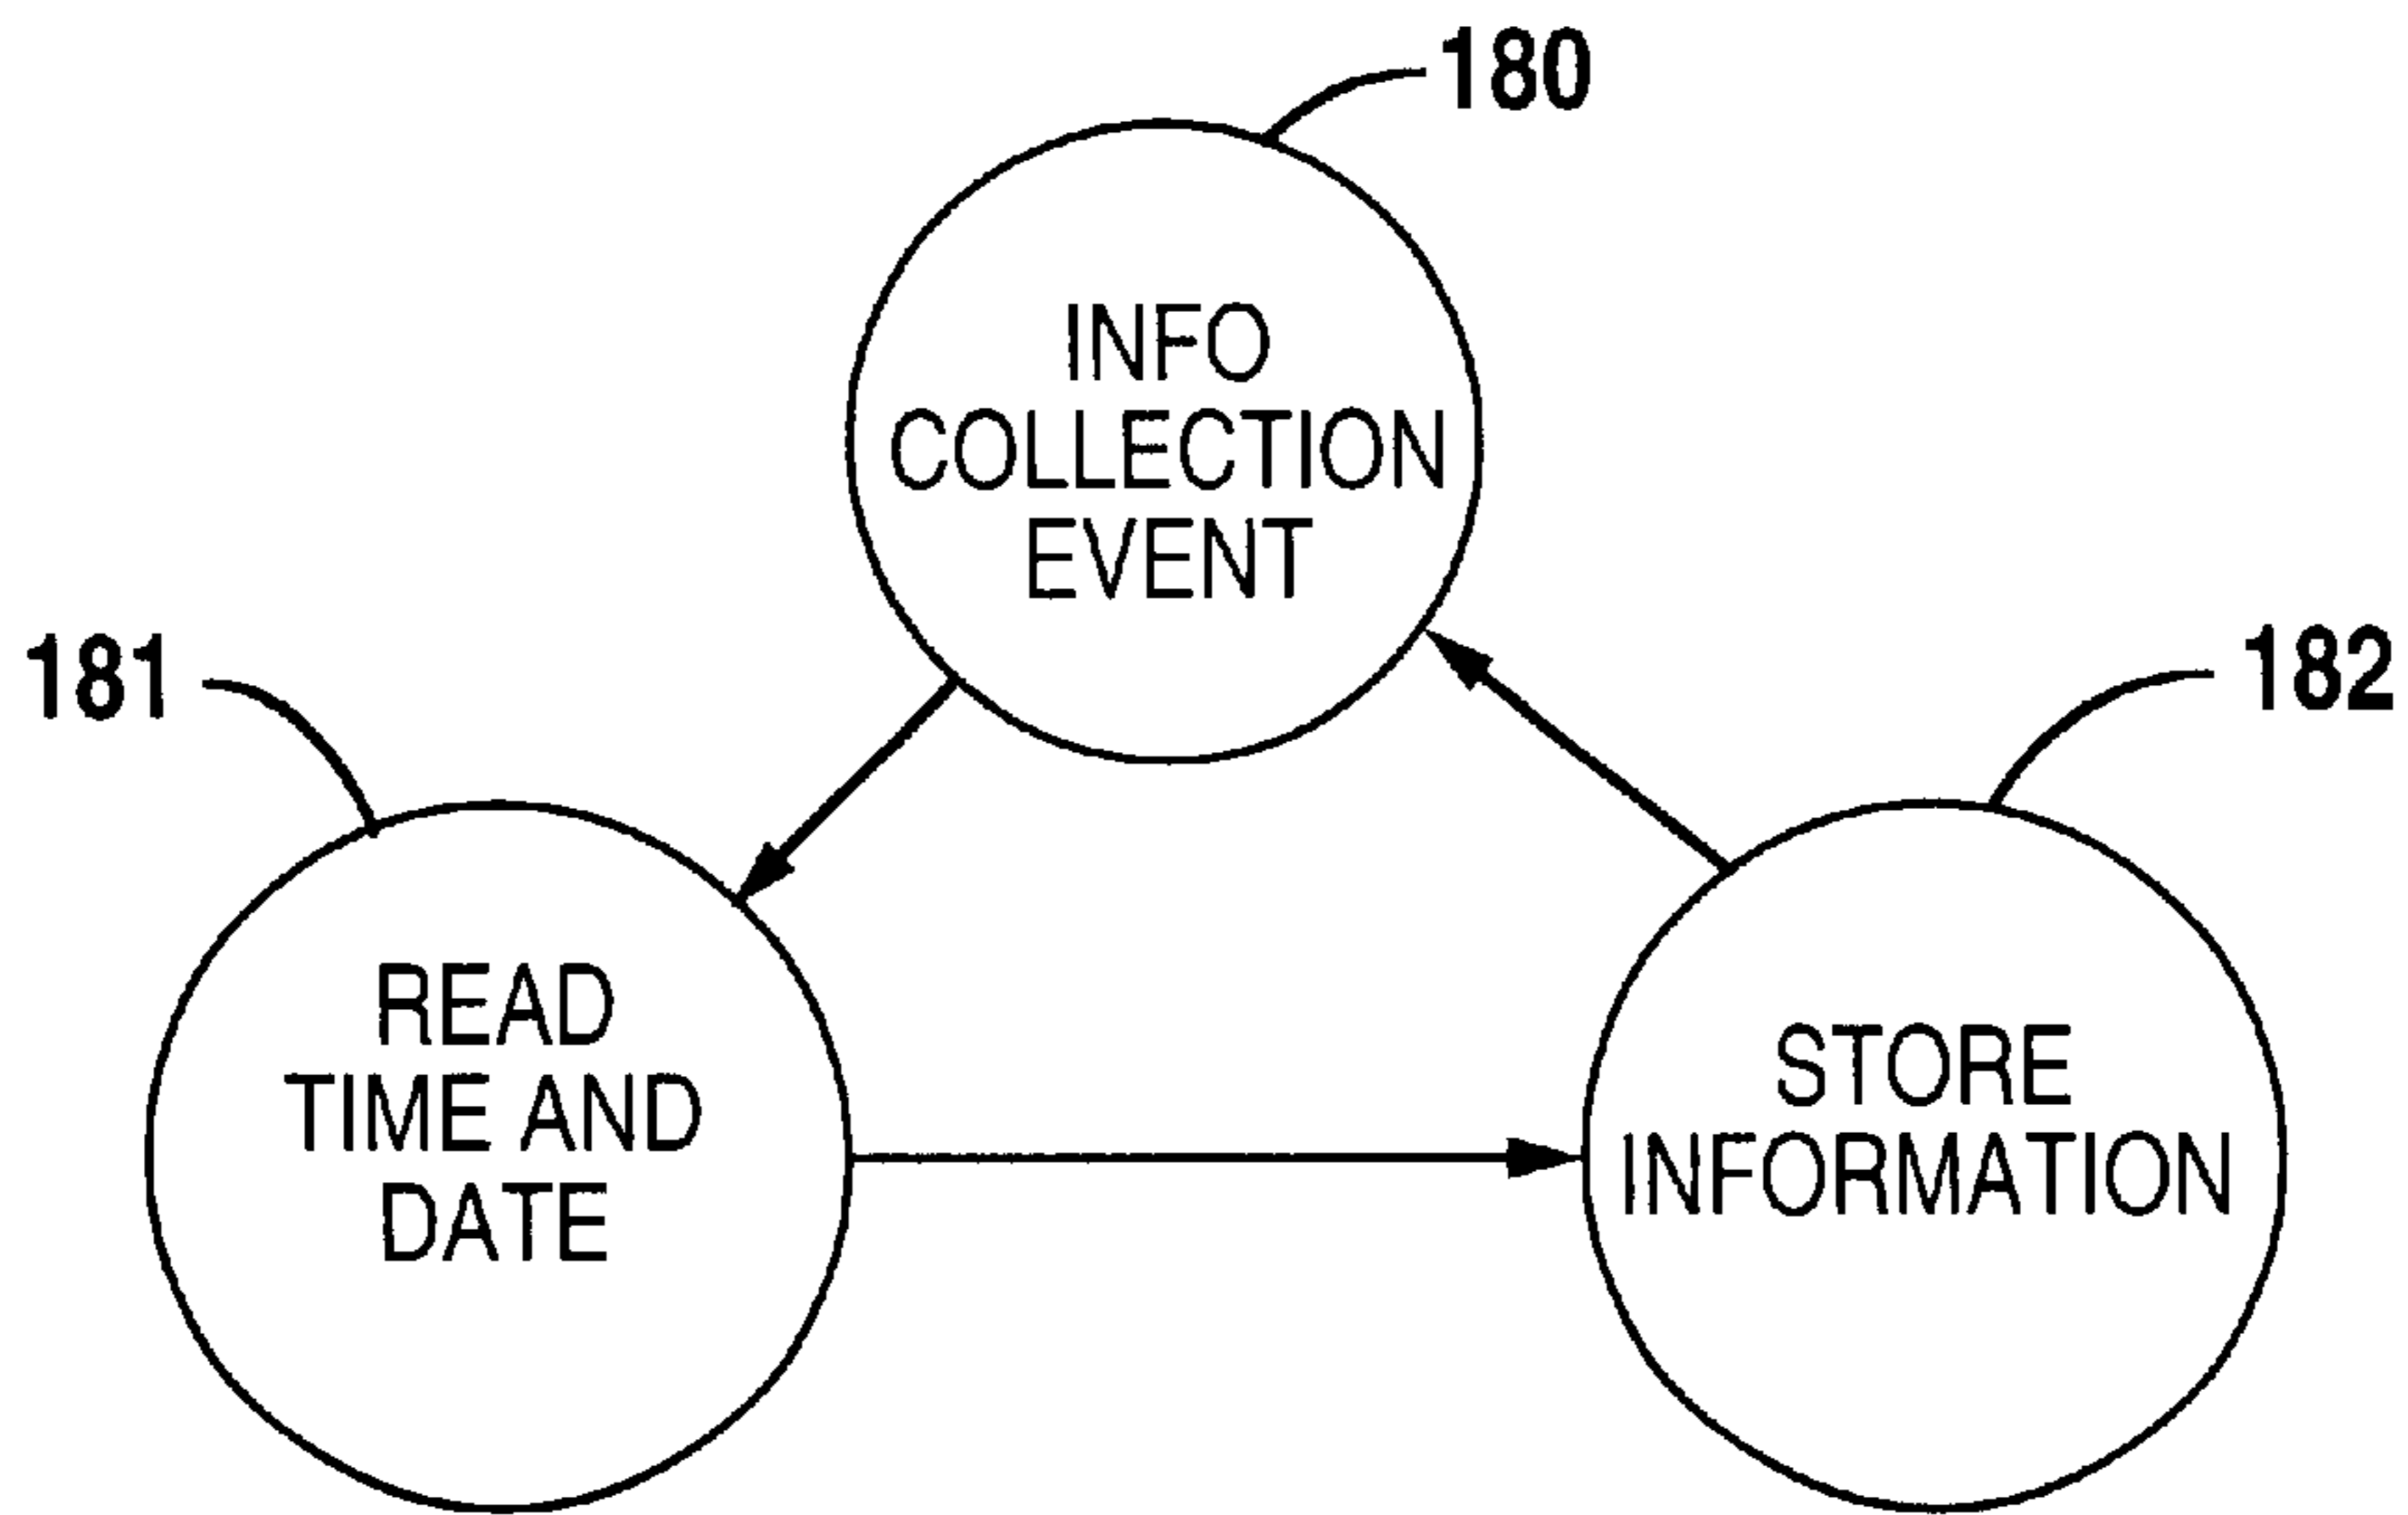 180
INFO
COLLECTION
EVENT
181
182
READ
TIME AND
DATE
STORE
INFORMATION